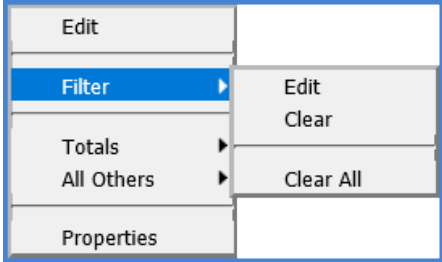 Edit
Filter
Totals
All Others
Properties
Edit
Clear
Clear All